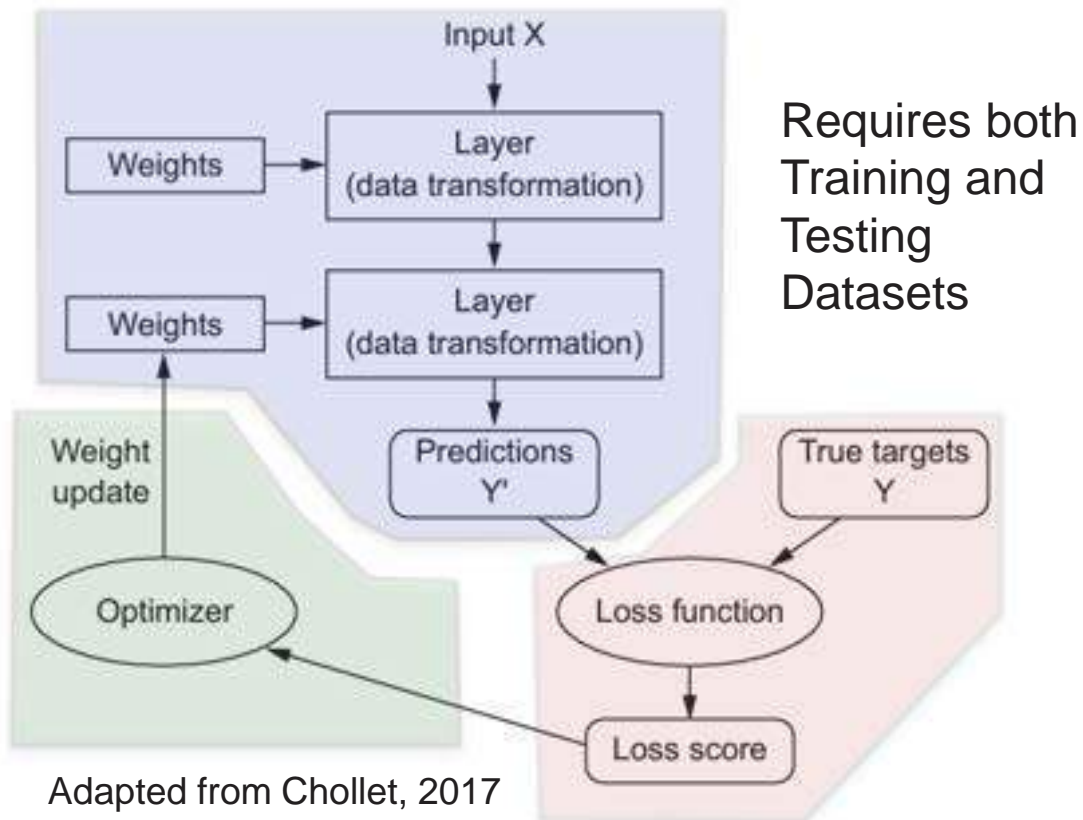 Input X
Weights
Layer
(data transformation)
Weights
Layer
(data transformation)
Weight
update
Predictions
Y'
True targets
Y
Optimizer
Loss function
Loss score
Requires both
Training and
Testing
Datasets
Adapted from Chollet, 2017